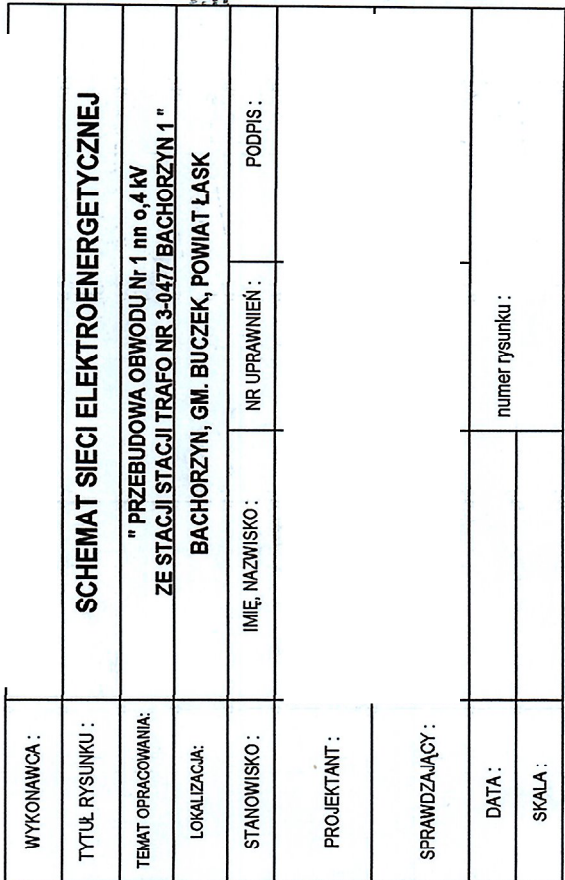 WYKONAWCA :
TYTUŁ RYSUNKU : SCHEMAT SIECI ELEKTROENERGETYCZNEJ
TEMAT OPRACOWANIA: " PRZEBUDOWA OBWODU Nr 1 nn o,4 kV
ZE STACJI STACJI TRAFO NR 3-0477 BACHORZYN 1 "
LOKALIZACJA: BACHORZYN, GM. BUCZEK, POWIAT ŁASK
STANOWISKO : IMIĘ, NAZWISKO : NR UPRAWNIEŃ : PODPIS :
PROJEKTANT :
SPRAWDZAJĄCY :
DATA : numer rysunku :
SKALA :